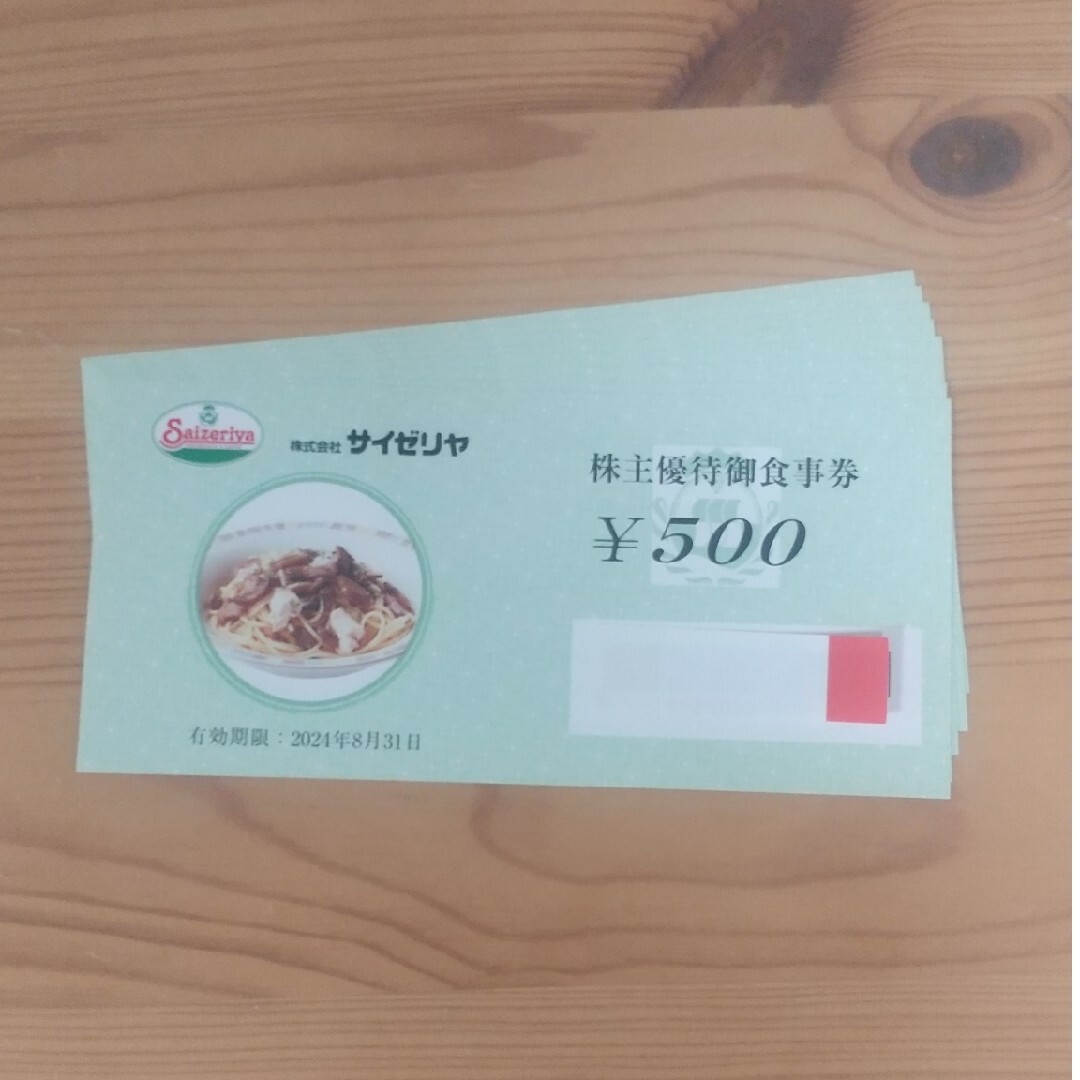 Saizeriya
株式会社 サイゼリヤ
株主優待御食事券
¥500
有効期限：2024年8月31日